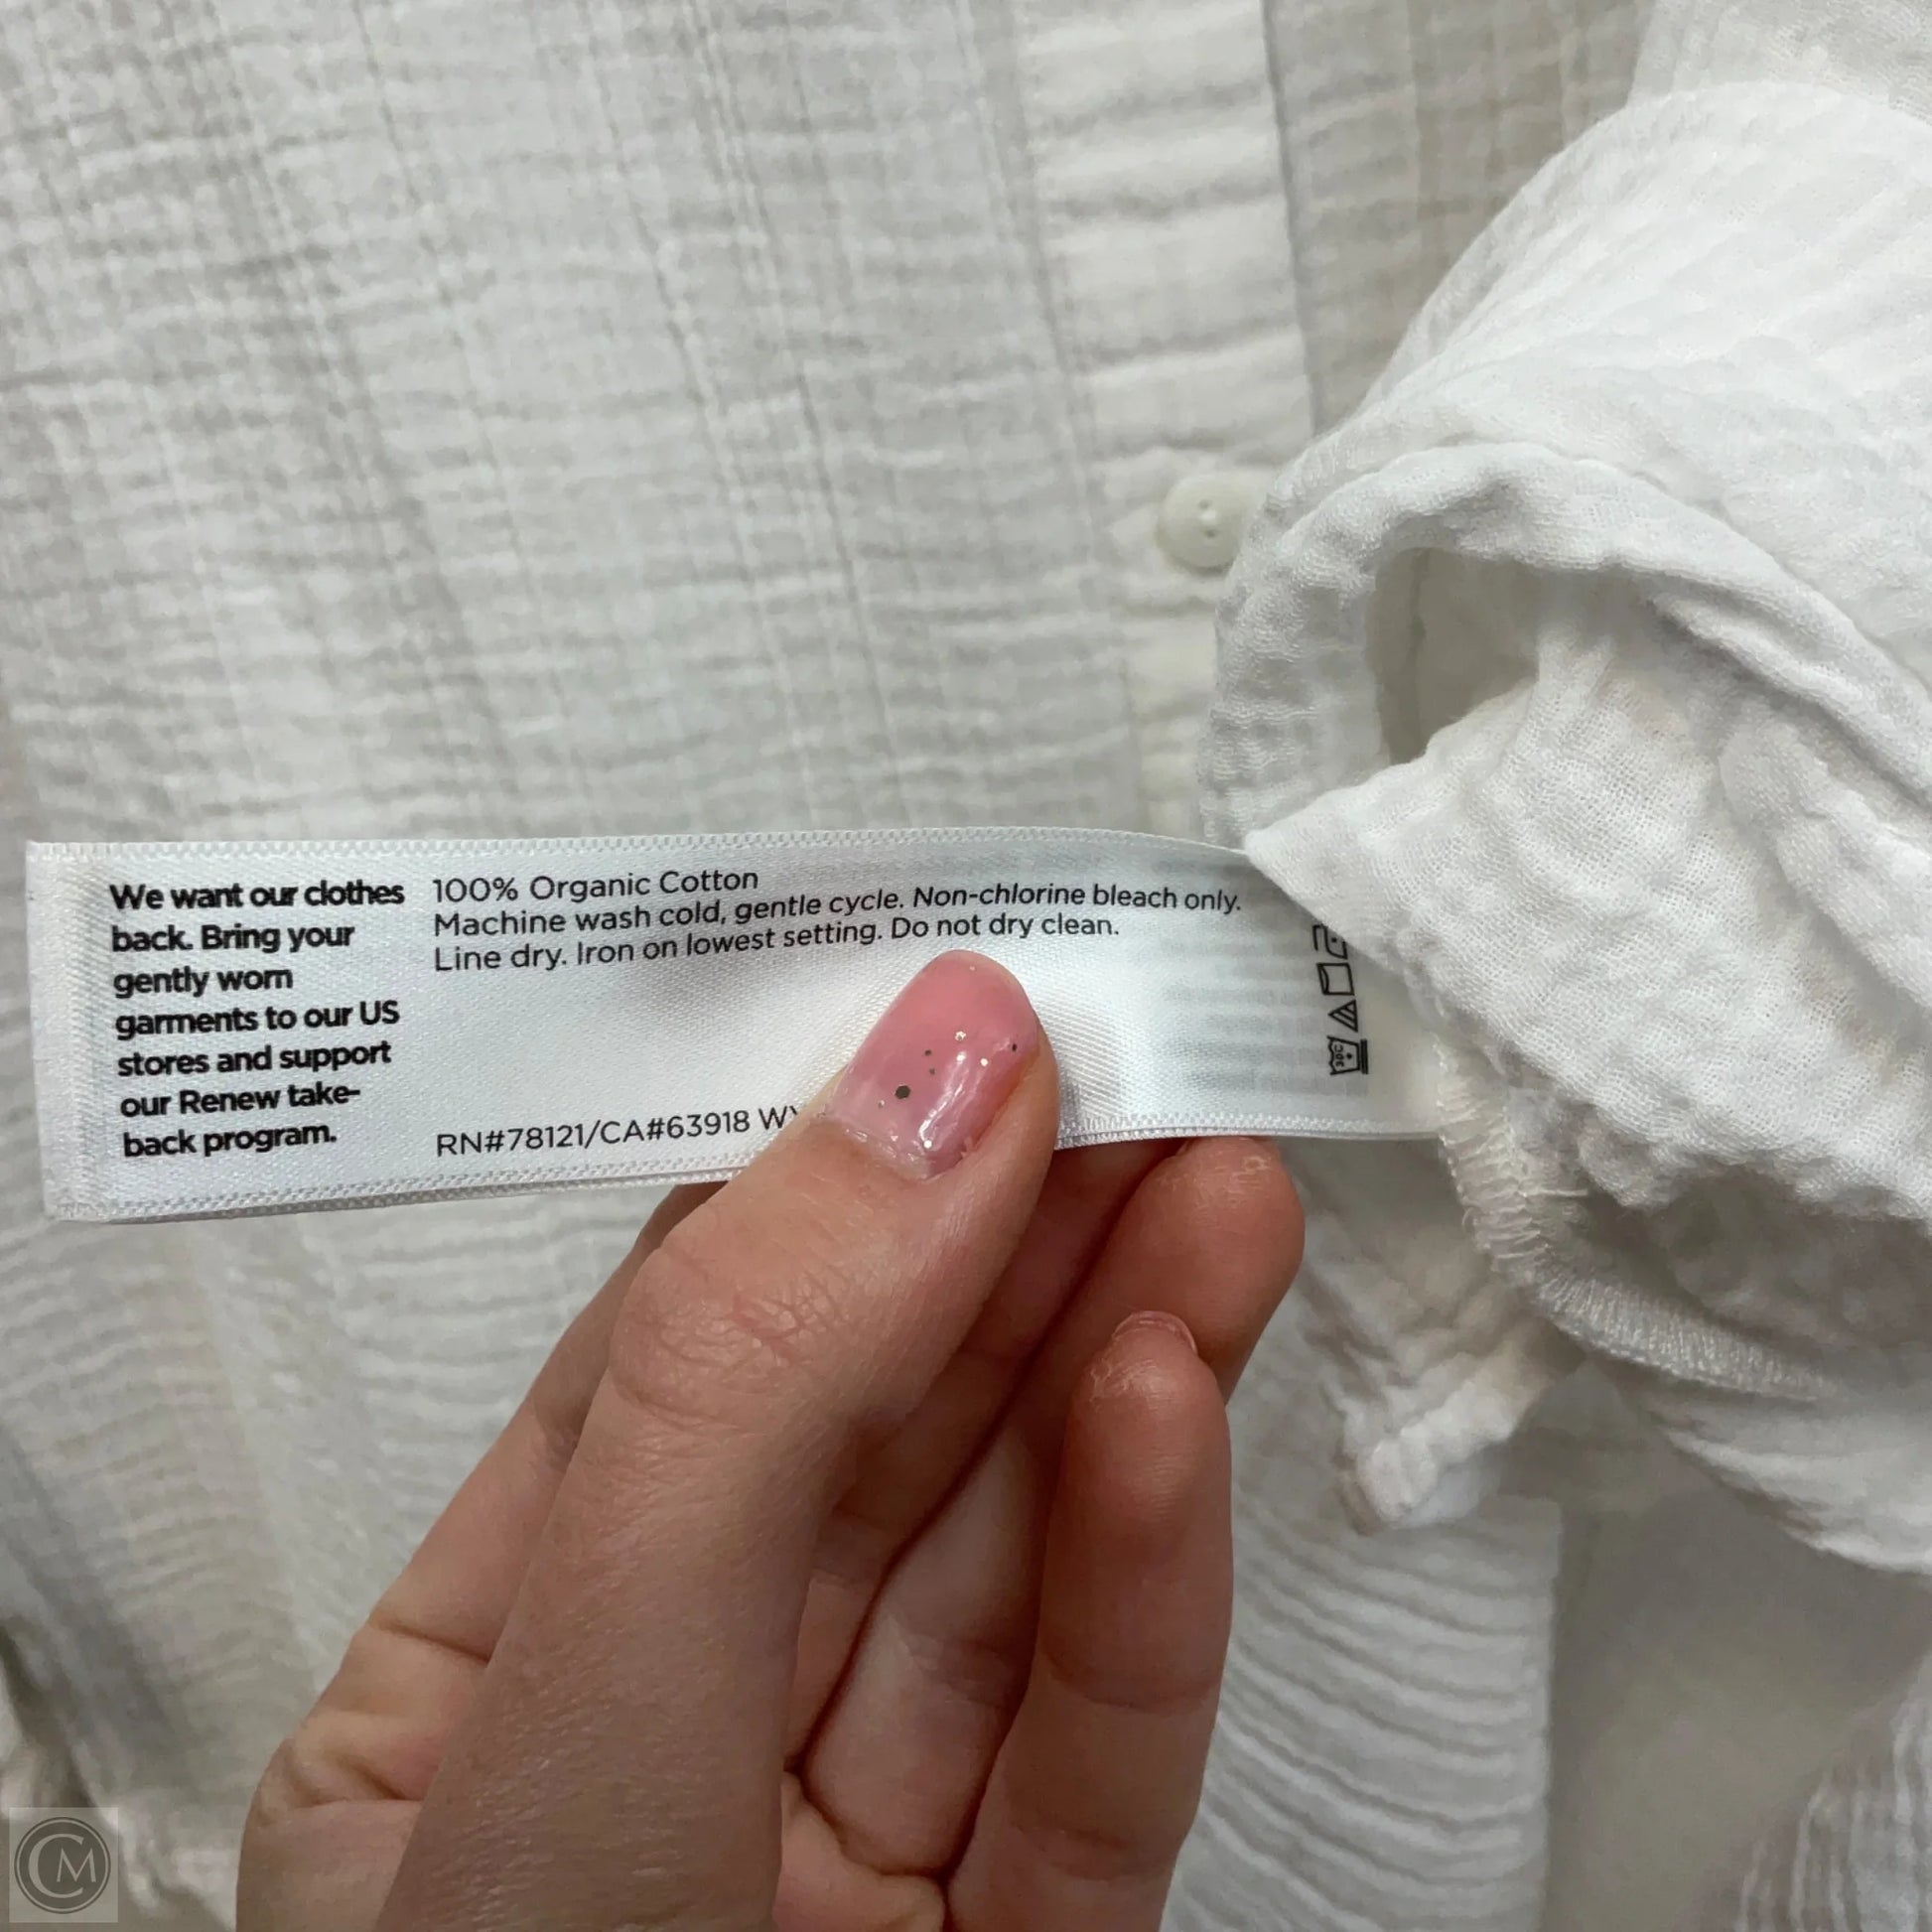 We want our clothes
back. Bring your
gently worn
garments to our US
stores and support
our Renew take-
back program.
100% Organic Cotton
Machine wash cold, gentle cycle. Non-chlorine bleach only.
Line dry. Iron on lowest setting. Do not dry clean.
RN#78121/CA#63918
30C
CM